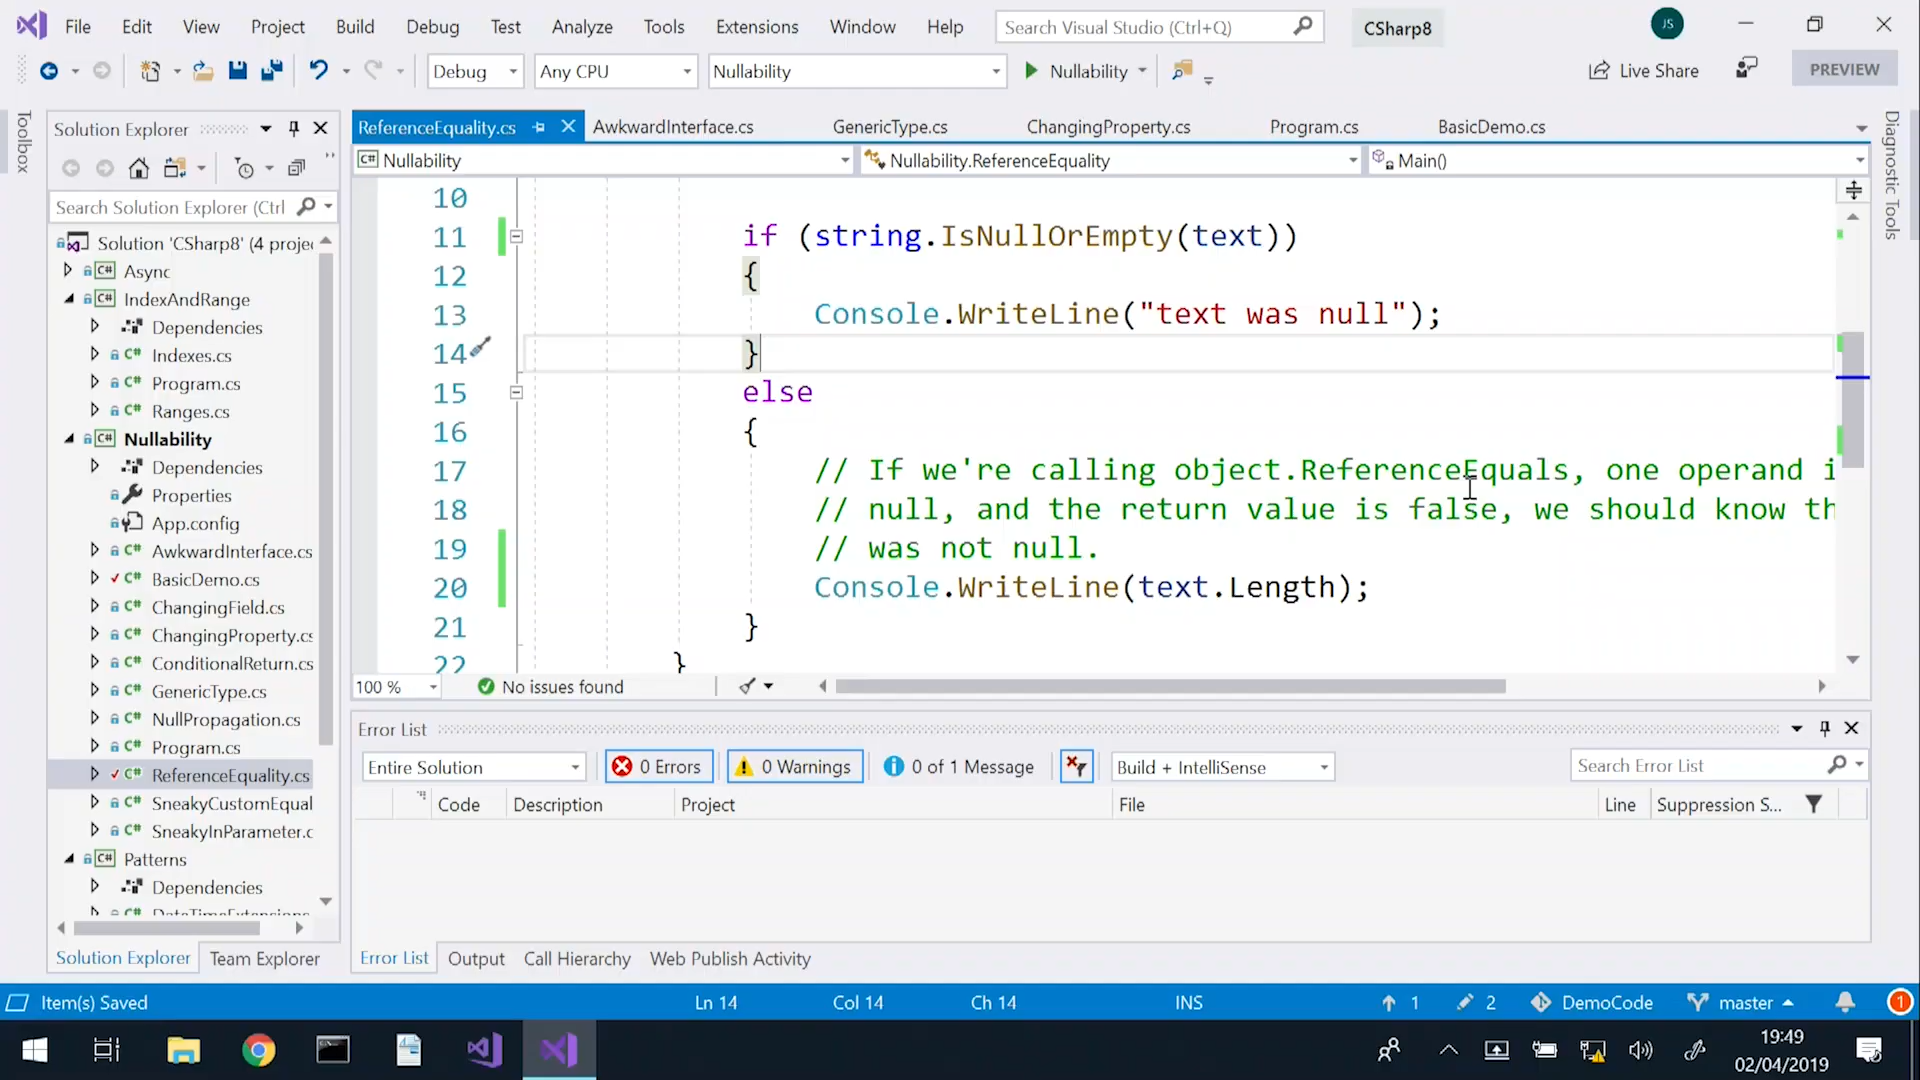 File Edit View Project Build Debug Test Analyze Tools Extensions Window Help Search Visual Studio (Ctrl+Q) CSharp8 JS
Debug Any CPU Nullability Nullability Live Share PREVIEW
Toolbox
Solution Explorer
Search Solution Explorer (Ctrl
Solution 'CSharp8' (4 proje
C# Async
C# IndexAndRange
Dependencies
C# Indexes.cs
C# Program.cs
C# Ranges.cs
C# Nullability
Dependencies
Properties
App.config
C# AwkwardInterface.cs
C# BasicDemo.cs
C# ChangingField.cs
C# ChangingProperty.cs
C# ConditionalReturn.cs
C# GenericType.cs
C# NullPropagation.cs
C# Program.cs
C# ReferenceEquality.cs
C# SneakyCustomEqual
C# SneakyInParameter.c
C# Patterns
Dependencies
C# DateTimeExtensions
Solution Explorer Team Explorer
ReferenceEquality.cs AwkwardInterface.cs GenericType.cs ChangingProperty.cs Program.cs BasicDemo.cs
C# Nullability Nullability.ReferenceEquality Main()
10
11 if (string.IsNullOrEmpty(text))
12 {
13 Console.WriteLine("text was null");
14 }
15 else
16 {
17 // If we're calling object.ReferenceEquals, one operand i
18 // null, and the return value is false, we should know th
19 // was not null.
20 Console.WriteLine(text.Length);
21 }
22 }
100 % No issues found
Diagnostic Tools
Error List
Entire Solution 0 Errors 0 Warnings 0 of 1 Message Build + IntelliSense Search Error List
Code Description Project File Line Suppression S...
Error List Output Call Hierarchy Web Publish Activity
Item(s) Saved Ln 14 Col 14 Ch 14 INS 1 2 DemoCode master 1
19:49
02/04/2019